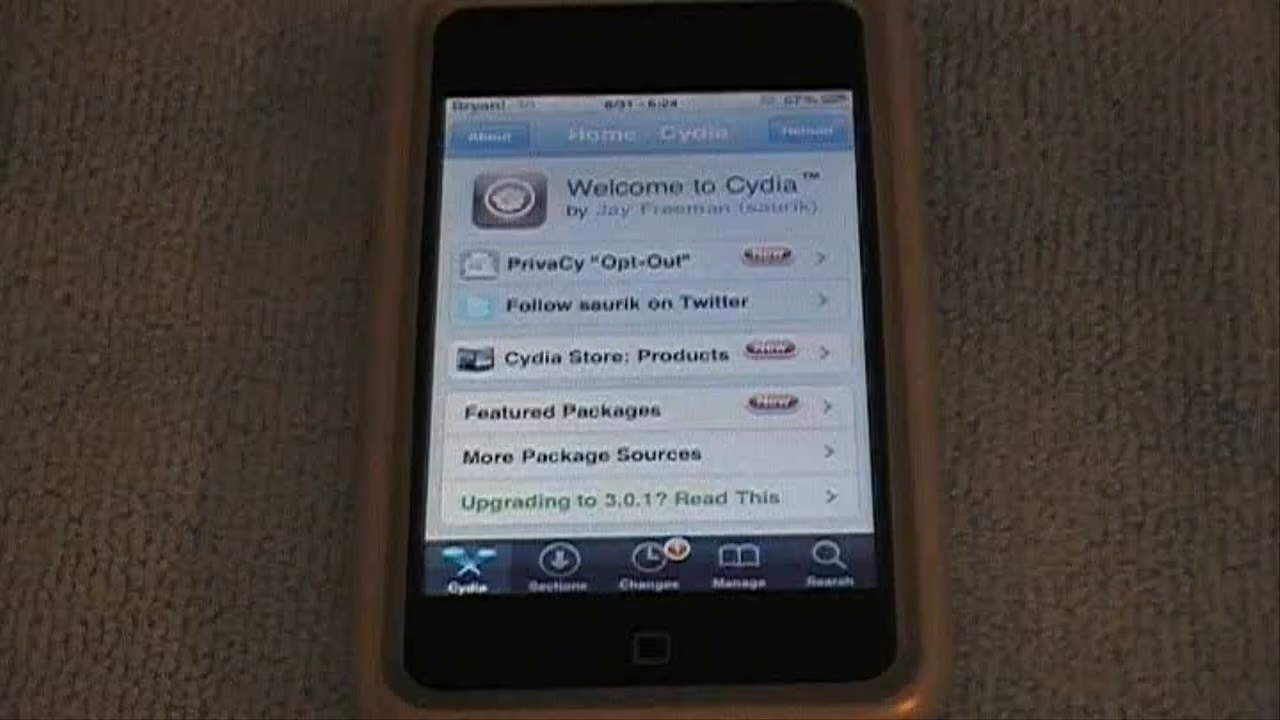 Bryan!
8/31 - 6:24
67%
About
Home · Cydia
Reload
Welcome to Cydia™
by Jay Freeman (saurik)
PrivaCy "Opt-Out"
New
Follow saurik on Twitter
Cydia Store: Products
New
Featured Packages
New
More Package Sources
Upgrading to 3.0.1? Read This
Cydia
Sections
Changes
Manage
Search